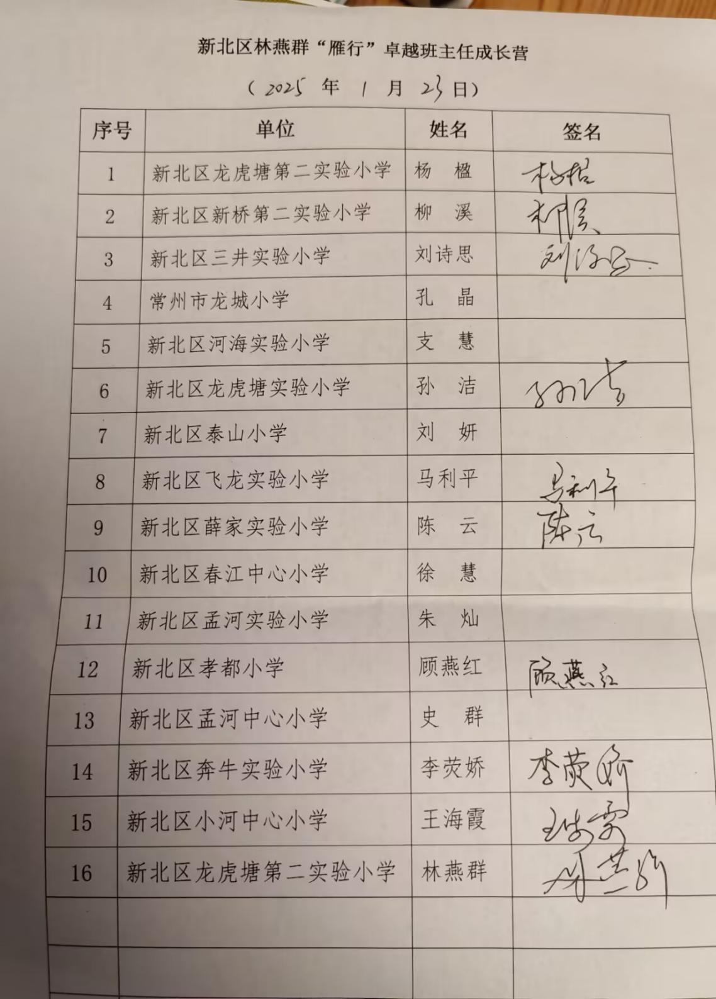 新北区林燕群“雁行”卓越班主任成长营
（2025 年 1 月 23 日）
序号 单位 姓名 签名
1 新北区龙虎塘第二实验小学 杨 楹 杨楹
2 新北区新桥第二实验小学 柳 溪 柳溪
3 新北区三井实验小学 刘诗思 刘诗思
4 常州市龙城小学 孔 晶
5 新北区河海实验小学 支 慧
6 新北区龙虎塘实验小学 孙 洁 孙洁
7 新北区泰山小学 刘 妍
8 新北区飞龙实验小学 马利平 马利平
9 新北区薛家实验小学 陈 云 陈云
10 新北区春江中心小学 徐 慧
11 新北区孟河实验小学 朱 灿
12 新北区孝都小学 顾燕红 顾燕红
13 新北区孟河中心小学 史 群
14 新北区奔牛实验小学 李荧娇 李荧娇
15 新北区小河中心小学 王海霞 王海霞
16 新北区龙虎塘第二实验小学 林燕群 林燕群